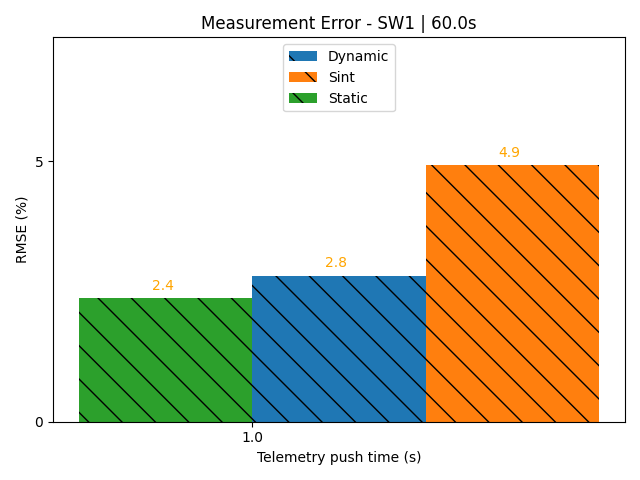 Measurement Error - SW1 | 60.0s
Dynamic
Sint
Static
4.9
2.8
2.4
5
0
RMSE (%)
1.0
Telemetry push time (s)